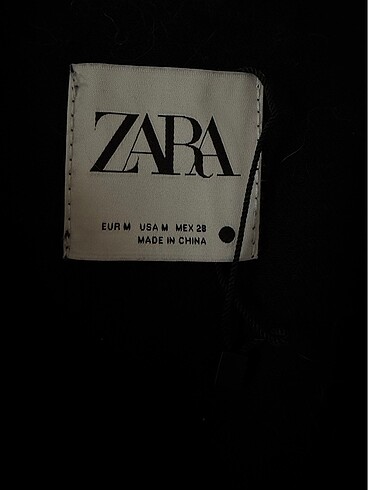 ZARA
EUR M USA M MEX 28
MADE IN CHINA